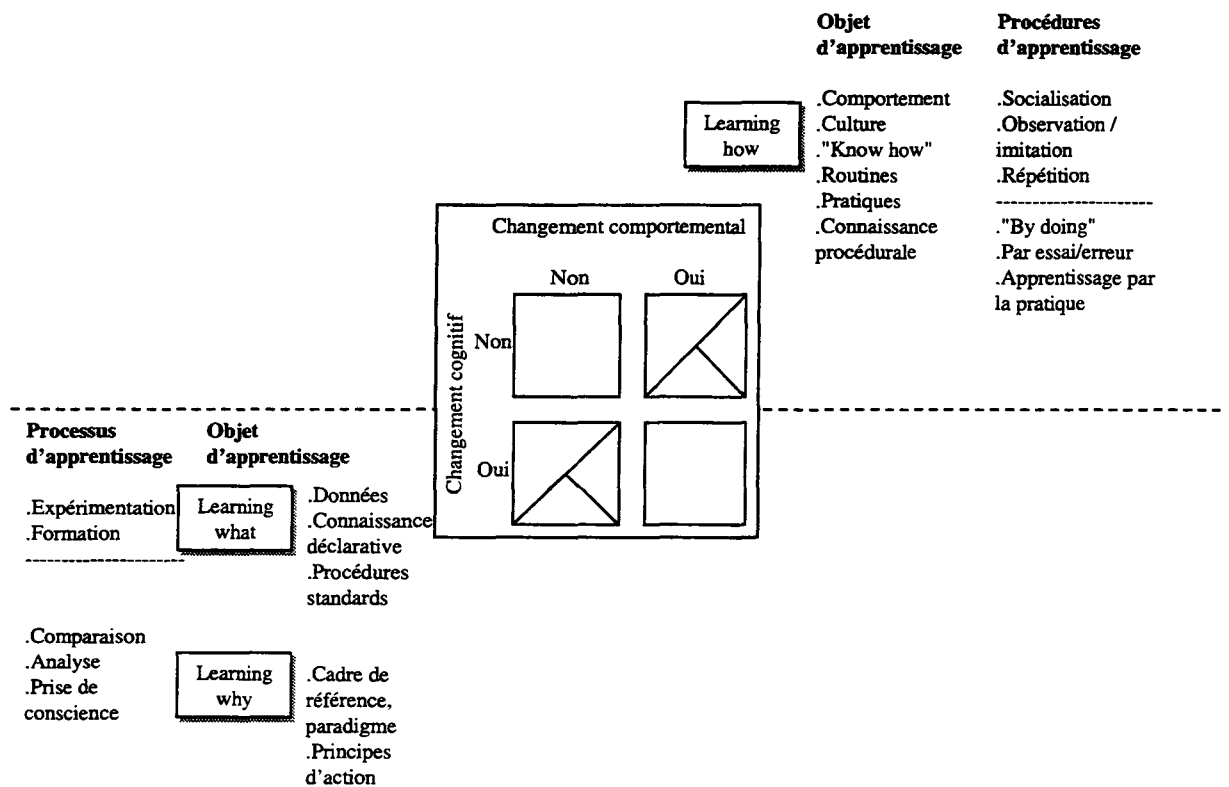 Objet
d'apprentissage
Procédures
d'apprentissage
Learning
how
.Comportement
.Culture
."Know how"
.Routines
.Pratiques
.Connaissance
procédurale
.Socialisation
.Observation /
imitation
.Répétition
."By doing"
.Par essai/erreur
.Apprentissage par
la pratique
Changement comportemental
Non
Oui
Changement cognitif
Non
Oui
Processus
d'apprentissage
Objet
d'apprentissage
.Expérimentation
.Formation
Learning
what
.Données
.Connaissance
déclarative
.Procédures
standards
.Comparaison
.Analyse
.Prise de
conscience
Learning
why
.Cadre de
référence,
paradigme
.Principes
d'action